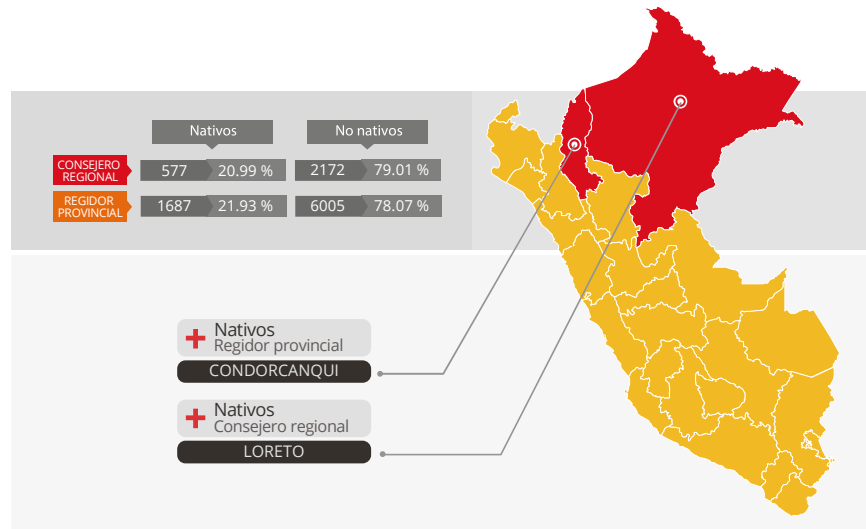 Nativos No nativos
CONSEJERO
REGIONAL
577 20.99 % 2172 79.01 %
REGIDOR
PROVINCIAL
1687 21.93 % 6005 78.07 %
+ Nativos
Regidor provincial
CONDORCANQUI
+ Nativos
Consejero regional
LORETO